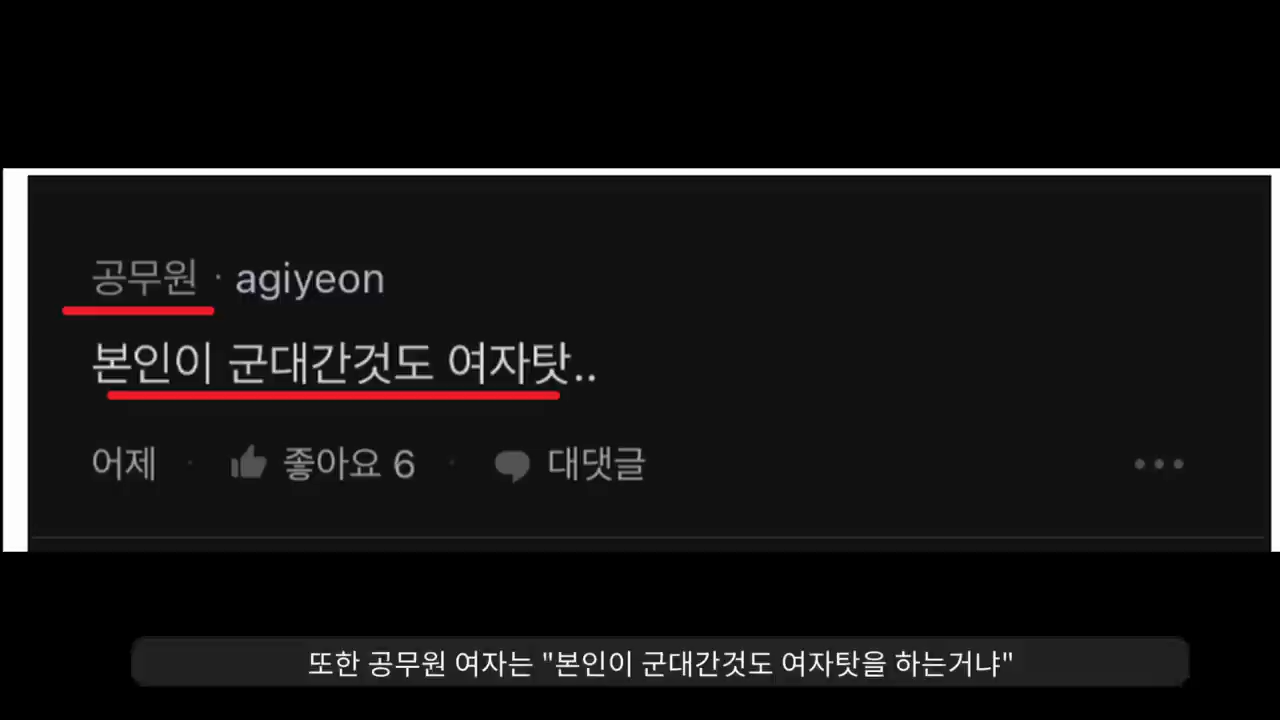 공무원 · agiyeon
본인이 군대간것도 여자탓..
어제 · 좋아요 6 · 대댓글
또한 공무원 여자는 "본인이 군대간것도 여자탓을 하는거냐"